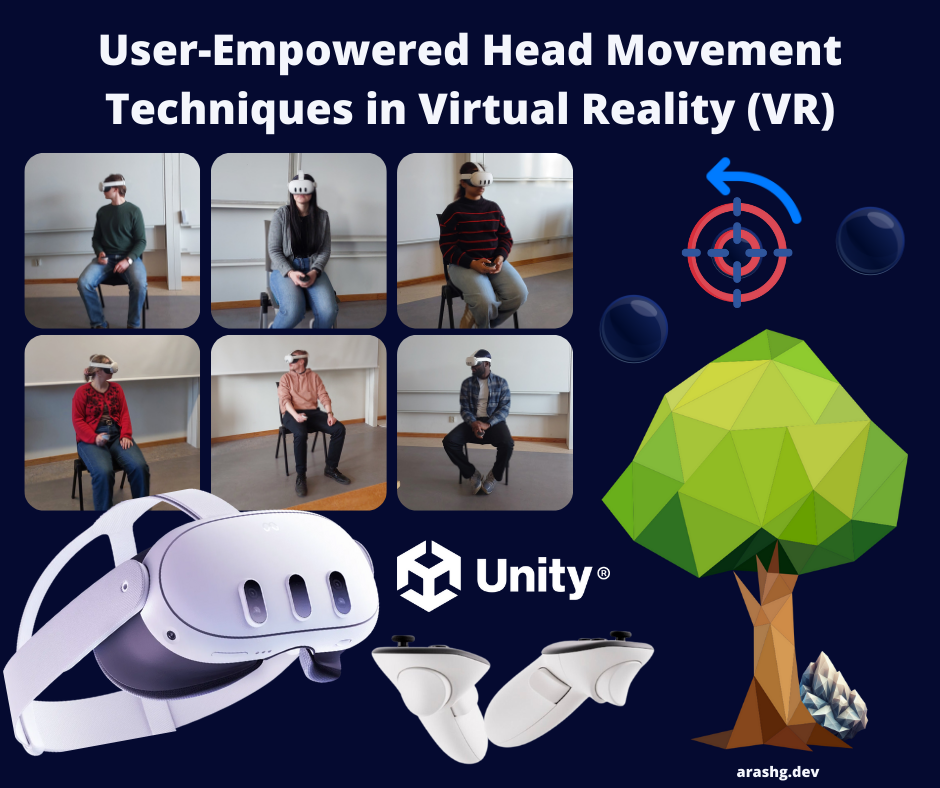 User-Empowered Head Movement
Techniques in Virtual Reality (VR)
Unity®
arashg.dev